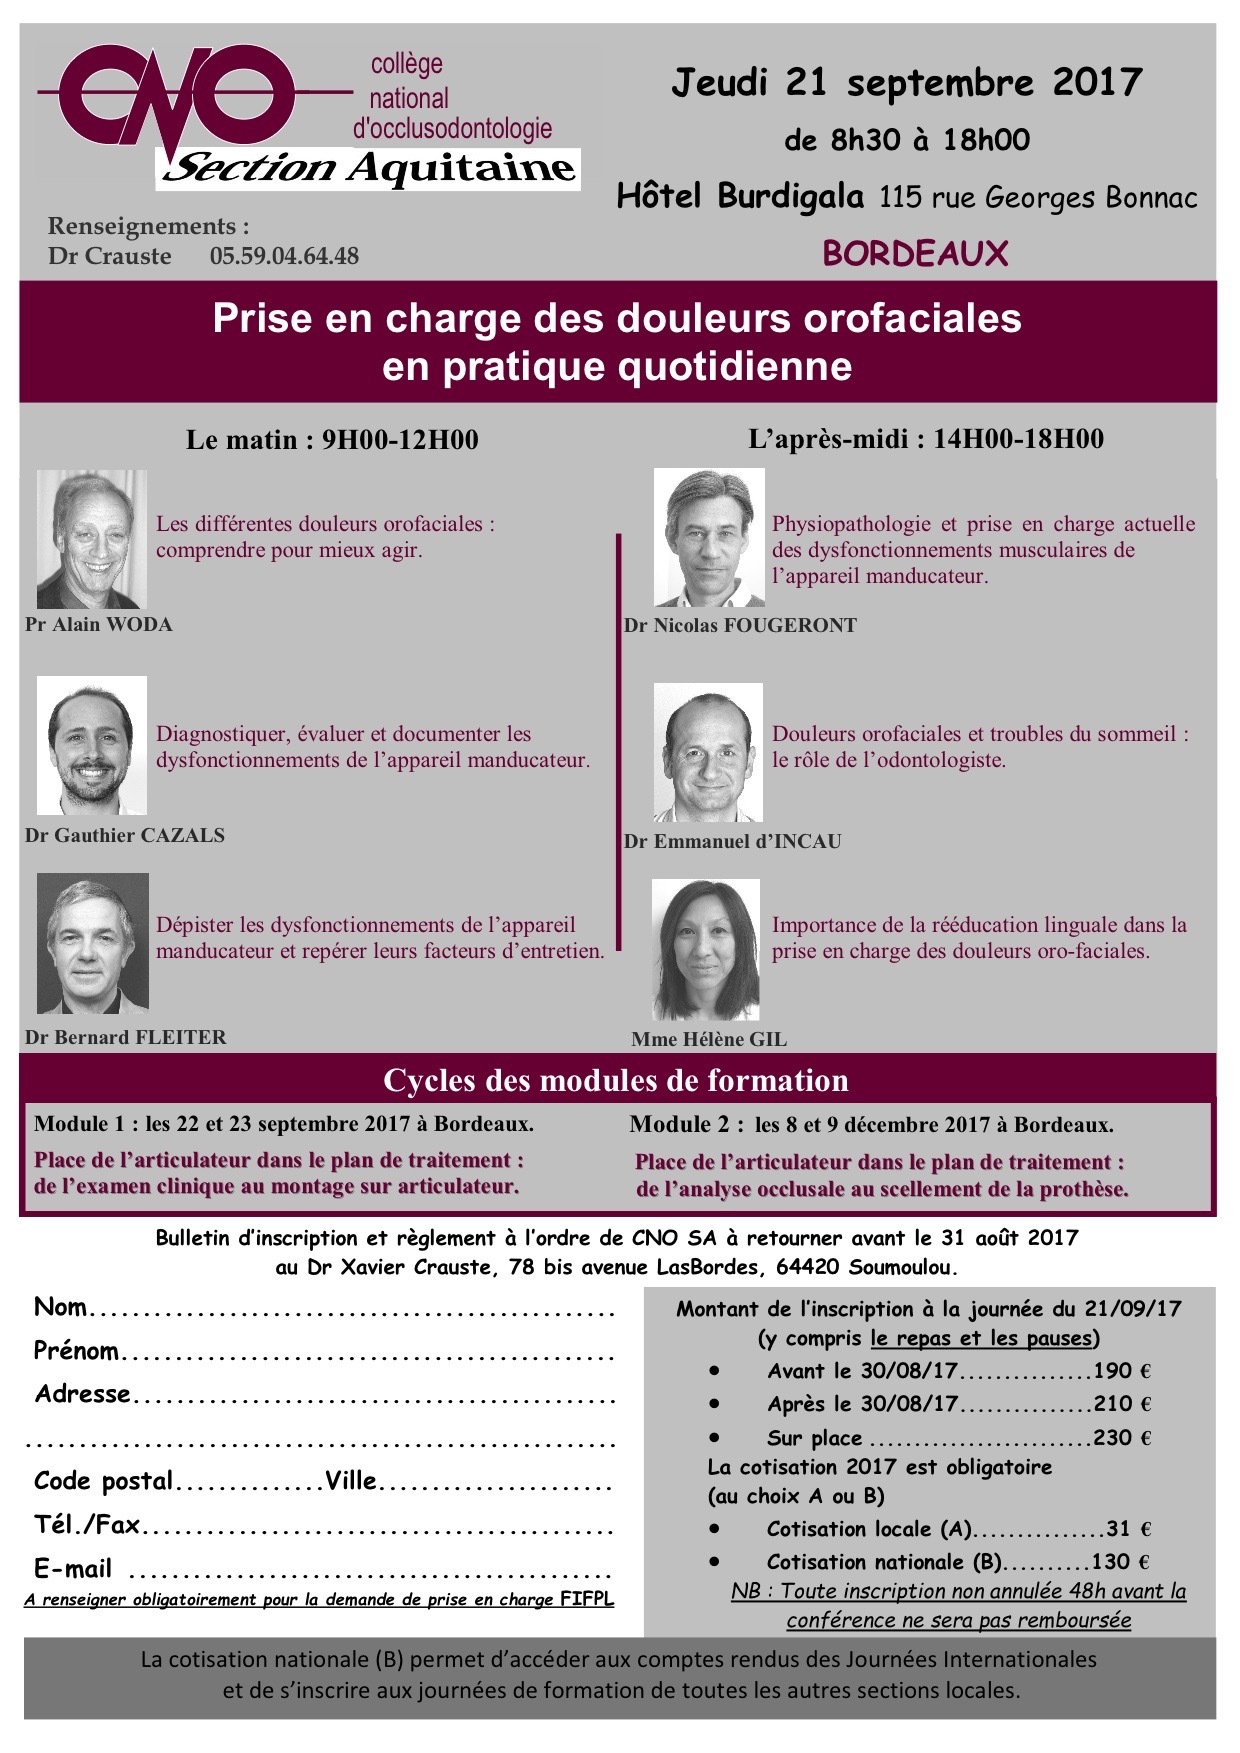 CNO
collège
national
d'occlusodontologie
Section Aquitaine
Renseignements :
Dr Crauste 05.59.04.64.48
Jeudi 21 septembre 2017
de 8h30 à 18h00
Hôtel Burdigala 115 rue Georges Bonnac
BORDEAUX
Prise en charge des douleurs orofaciales
en pratique quotidienne
Le matin : 9H00-12H00
Les différentes douleurs orofaciales :
comprendre pour mieux agir.
Pr Alain WODA
Diagnostiquer, évaluer et documenter les
dysfonctionnements de l’appareil manducateur.
Dr Gauthier CAZALS
Dépister les dysfonctionnements de l’appareil
manducateur et repérer leurs facteurs d’entretien.
Dr Bernard FLEITER
L’après-midi : 14H00-18H00
Physiopathologie et prise en charge actuelle
des dysfonctionnements musculaires de
l’appareil manducateur.
Dr Nicolas FOUGERONT
Douleurs orofaciales et troubles du sommeil :
le rôle de l’odontologiste.
Dr Emmanuel d’INCAU
Importance de la rééducation linguale dans la
prise en charge des douleurs oro-faciales.
Mme Hélène GIL
Cycles des modules de formation
Module 1 : les 22 et 23 septembre 2017 à Bordeaux.
Place de l’articulateur dans le plan de traitement :
de l’examen clinique au montage sur articulateur.
Module 2 : les 8 et 9 décembre 2017 à Bordeaux.
Place de l’articulateur dans le plan de traitement :
de l’analyse occlusale au scellement de la prothèse.
Bulletin d’inscription et règlement à l’ordre de CNO SA à retourner avant le 31 août 2017
au Dr Xavier Crauste, 78 bis avenue LasBordes, 64420 Soumoulou.
Nom.................................................
Prénom..............................................
Adresse.............................................
.......................................................
Code postal..............Ville......................
Tél./Fax............................................
E-mail .............................................
A renseigner obligatoirement pour la demande de prise en charge FIFPL
Montant de l’inscription à la journée du 21/09/17
(y compris le repas et les pauses)
• Avant le 30/08/17...............190 €
• Après le 30/08/17...............210 €
• Sur place .........................230 €
La cotisation 2017 est obligatoire
(au choix A ou B)
• Cotisation locale (A)...............31 €
• Cotisation nationale (B)..........130 €
NB : Toute inscription non annulée 48h avant la
conférence ne sera pas remboursée
La cotisation nationale (B) permet d’accéder aux comptes rendus des Journées Internationales
et de s’inscrire aux journées de formation de toutes les autres sections locales.